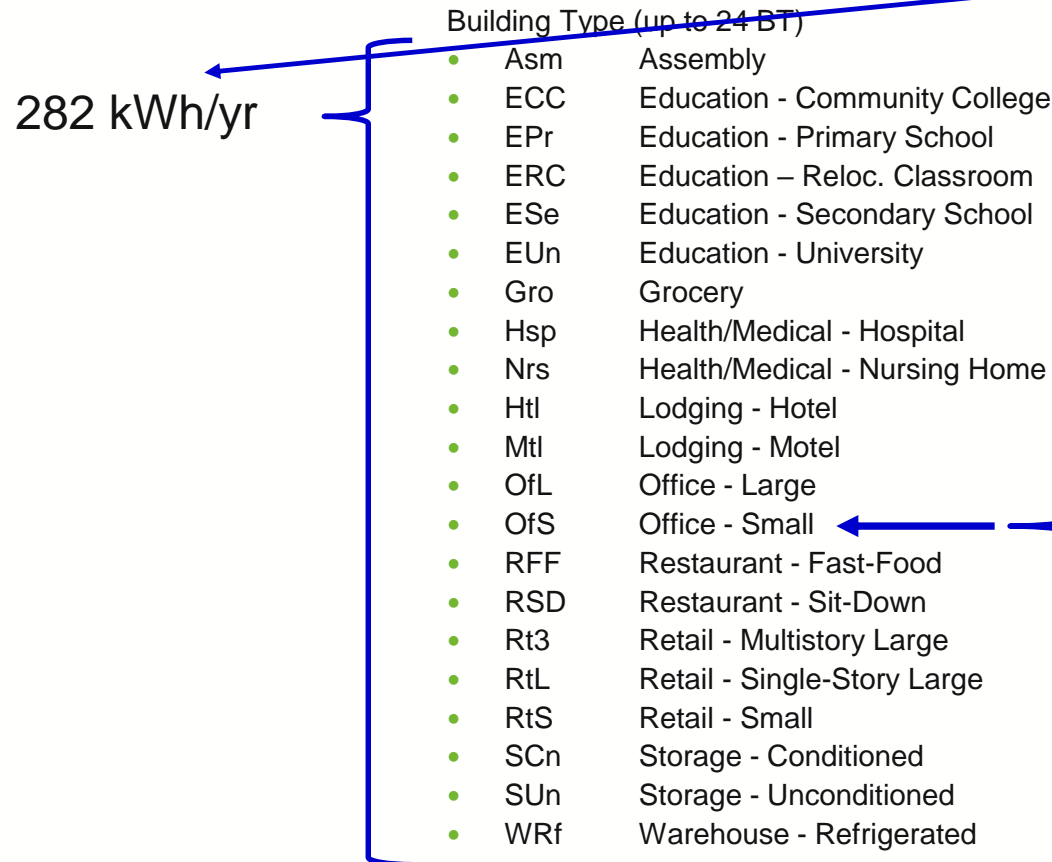 Building Type (up to 24 BT)
• Asm Assembly
282 kWh/yr
• ECC Education - Community College
• EPr Education - Primary School
• ERC Education – Reloc. Classroom
• ESe Education - Secondary School
• EUn Education - University
• Gro Grocery
• Hsp Health/Medical - Hospital
• Nrs Health/Medical - Nursing Home
• Htl Lodging - Hotel
• Mtl Lodging - Motel
• OfL Office - Large
• OfS Office - Small
• RFF Restaurant - Fast-Food
• RSD Restaurant - Sit-Down
• Rt3 Retail - Multistory Large
• RtL Retail - Single-Story Large
• RtS Retail - Small
• SCn Storage - Conditioned
• SUn Storage - Unconditioned
• WRf Warehouse - Refrigerated